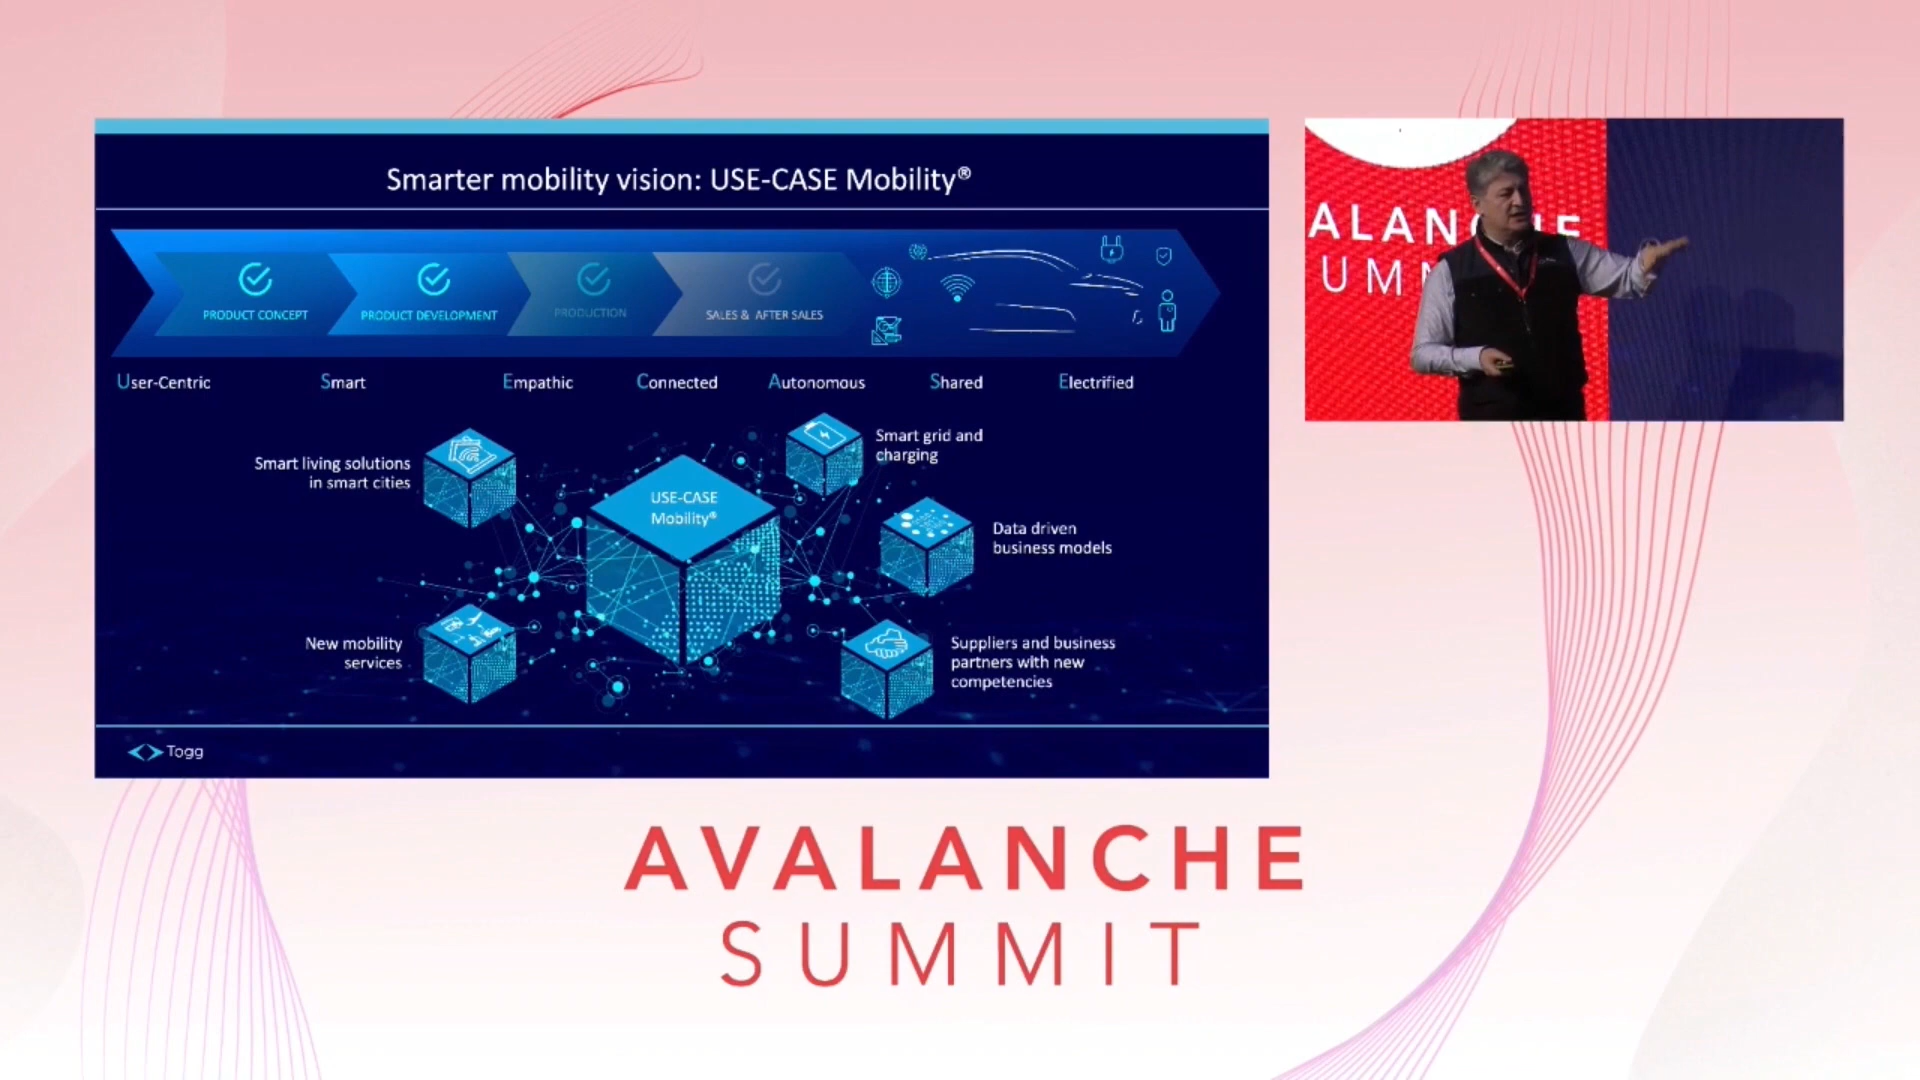 Smarter mobility vision: USE-CASE Mobility®
PRODUCT CONCEPT
PRODUCT DEVELOPMENT
PRODUCTION
SALES & AFTER SALES
User-Centric
Smart
Empathic
Connected
Autonomous
Shared
Electrified
Smart living solutions
in smart cities
USE-CASE
Mobility®
Smart grid and
charging
Data driven
business models
New mobility
services
Suppliers and business
partners with new
competencies
Togg
ALANCHE
UMM
AVALANCHE
SUMMIT